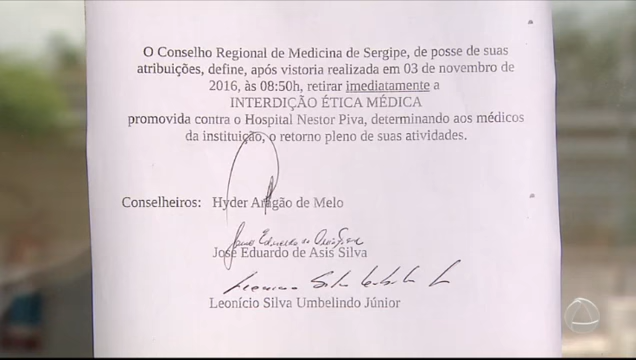 O Conselho Regional de Medicina de Sergipe, de posse de suas
atribuições, define, após vistoria realizada em 03 de novembro de
2016, às 08:50h, retirar imediatamente a
INTERDIÇÃO ÉTICA MÉDICA
promovida contra o Hospital Nestor Piva, determinando aos médicos
da instituição, o retorno pleno de suas atividades.
Conselheiros: Hyder Aragão de Melo
José Eduardo de Asis Silva
Leonício Silva Umbelindo Júnior